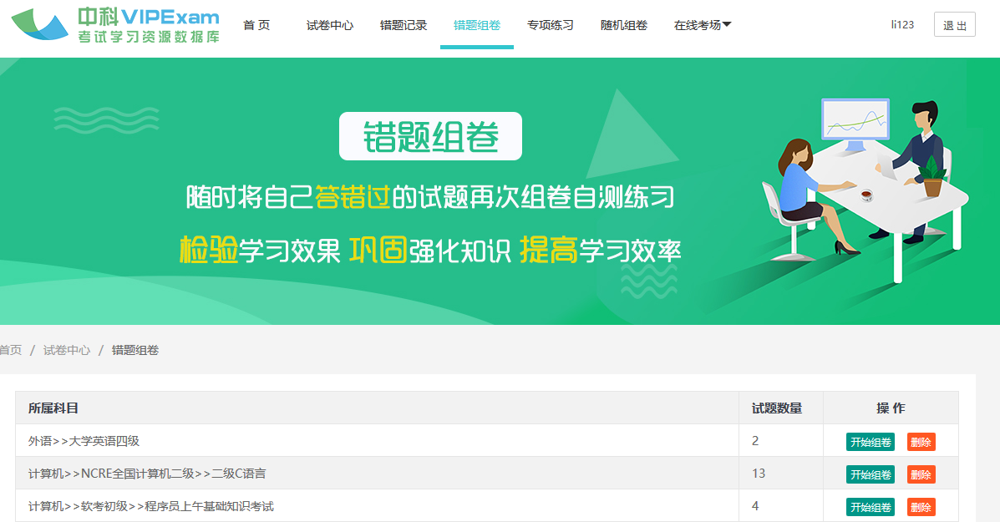 中科VIPExam
考试学习资源数据库
首 页 试卷中心 错题记录 错题组卷 专项练习 随机组卷 在线考场 li123 退 出
错题组卷
随时将自己答错过的试题再次组卷自测练习
检验学习效果 巩固强化知识 提高学习效率
首页 / 试卷中心 / 错题组卷
所属科目 试题数量 操 作
外语>>大学英语四级 2 开始组卷 删除
计算机>>NCRE全国计算机二级>>二级C语言 13 开始组卷 删除
计算机>>软考初级>>程序员上午基础知识考试 4 开始组卷 删除